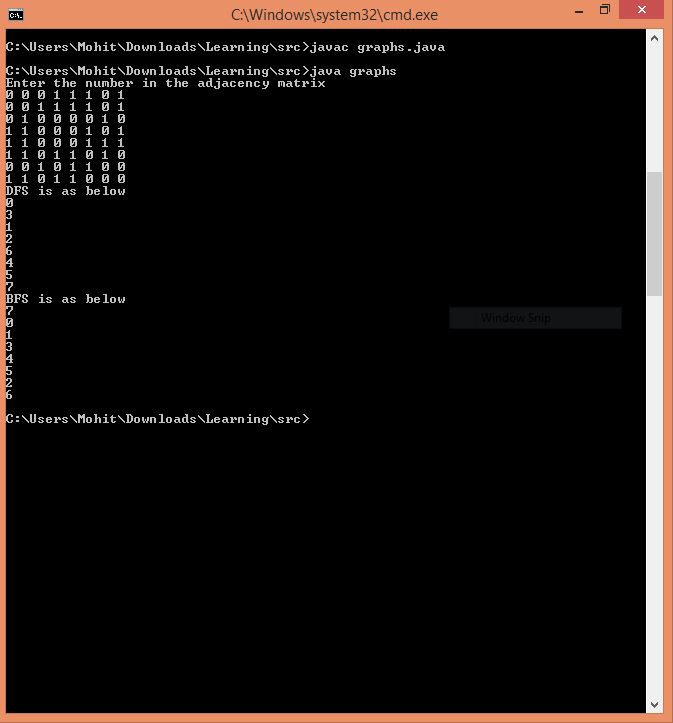 C:\Windows\system32\cmd.exe
C:\Users\Mohit\Downloads\Learning\src>javac graphs.java
C:\Users\Mohit\Downloads\Learning\src>java graphs
Enter the number in the adjacency matrix
0 0 0 1 1 1 0 1
0 0 1 1 1 1 0 1
0 1 0 0 0 0 1 0
1 1 0 0 0 1 0 1
1 1 0 0 0 1 1 1
1 1 0 1 1 0 1 0
0 0 1 0 1 1 0 0
1 1 0 1 1 0 0 0
DFS is as below
0
3
1
2
6
4
5
7
BFS is as below
7
0
1
3
4
5
2
6
Window Snip
C:\Users\Mohit\Downloads\Learning\src>